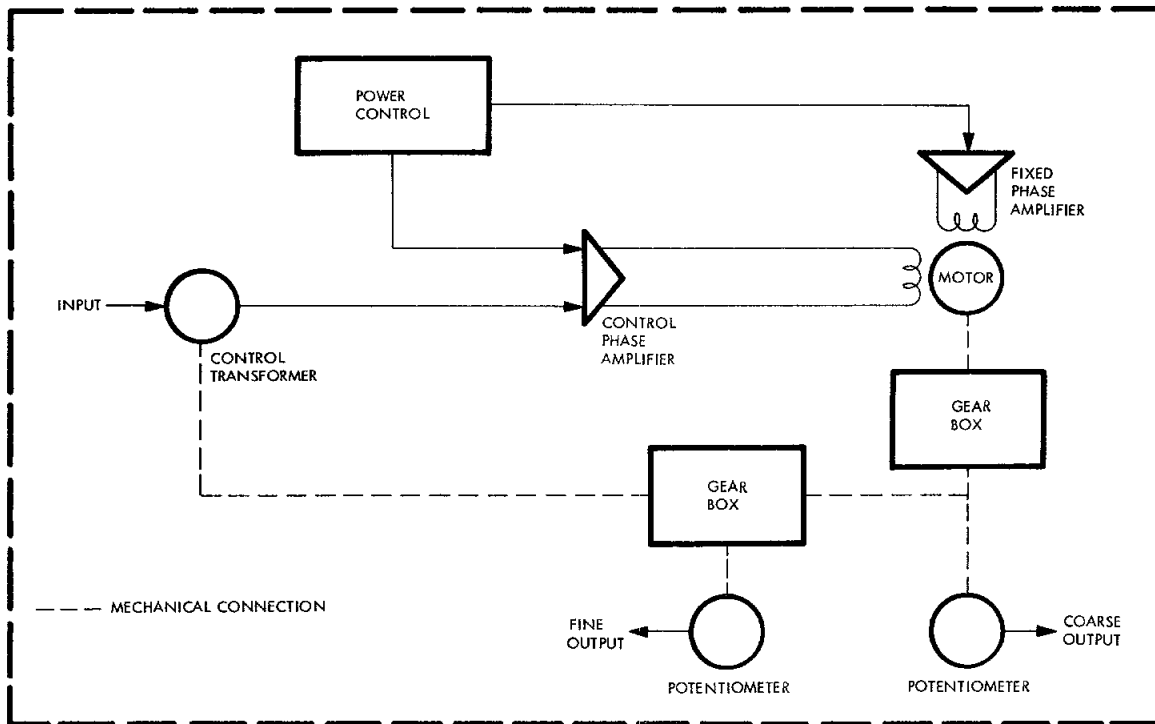 POWER
CONTROL
FIXED
PHASE
AMPLIFIER
MOTOR
INPUT
CONTROL
TRANSFORMER
CONTROL
PHASE
AMPLIFIER
GEAR
BOX
GEAR
BOX
MECHANICAL CONNECTION
FINE
OUTPUT
COARSE
OUTPUT
POTENTIOMETER
POTENTIOMETER